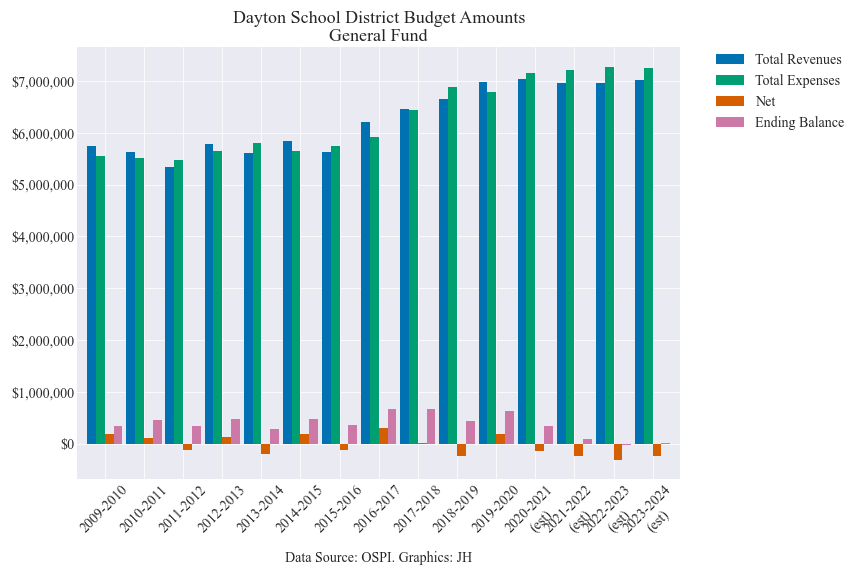 Dayton School District Budget Amounts
General Fund
Total Revenues
Total Expenses
Net
Ending Balance
$7,000,000
$6,000,000
$5,000,000
$4,000,000
$3,000,000
$2,000,000
$1,000,000
$0
2009-2010
2010-2011
2011-2012
2012-2013
2013-2014
2014-2015
2015-2016
2016-2017
2017-2018
2018-2019
2019-2020
2020-2021
(est)
2021-2022
(est)
2022-2023
(est)
2023-2024
(est)
Data Source: OSPI. Graphics: JH